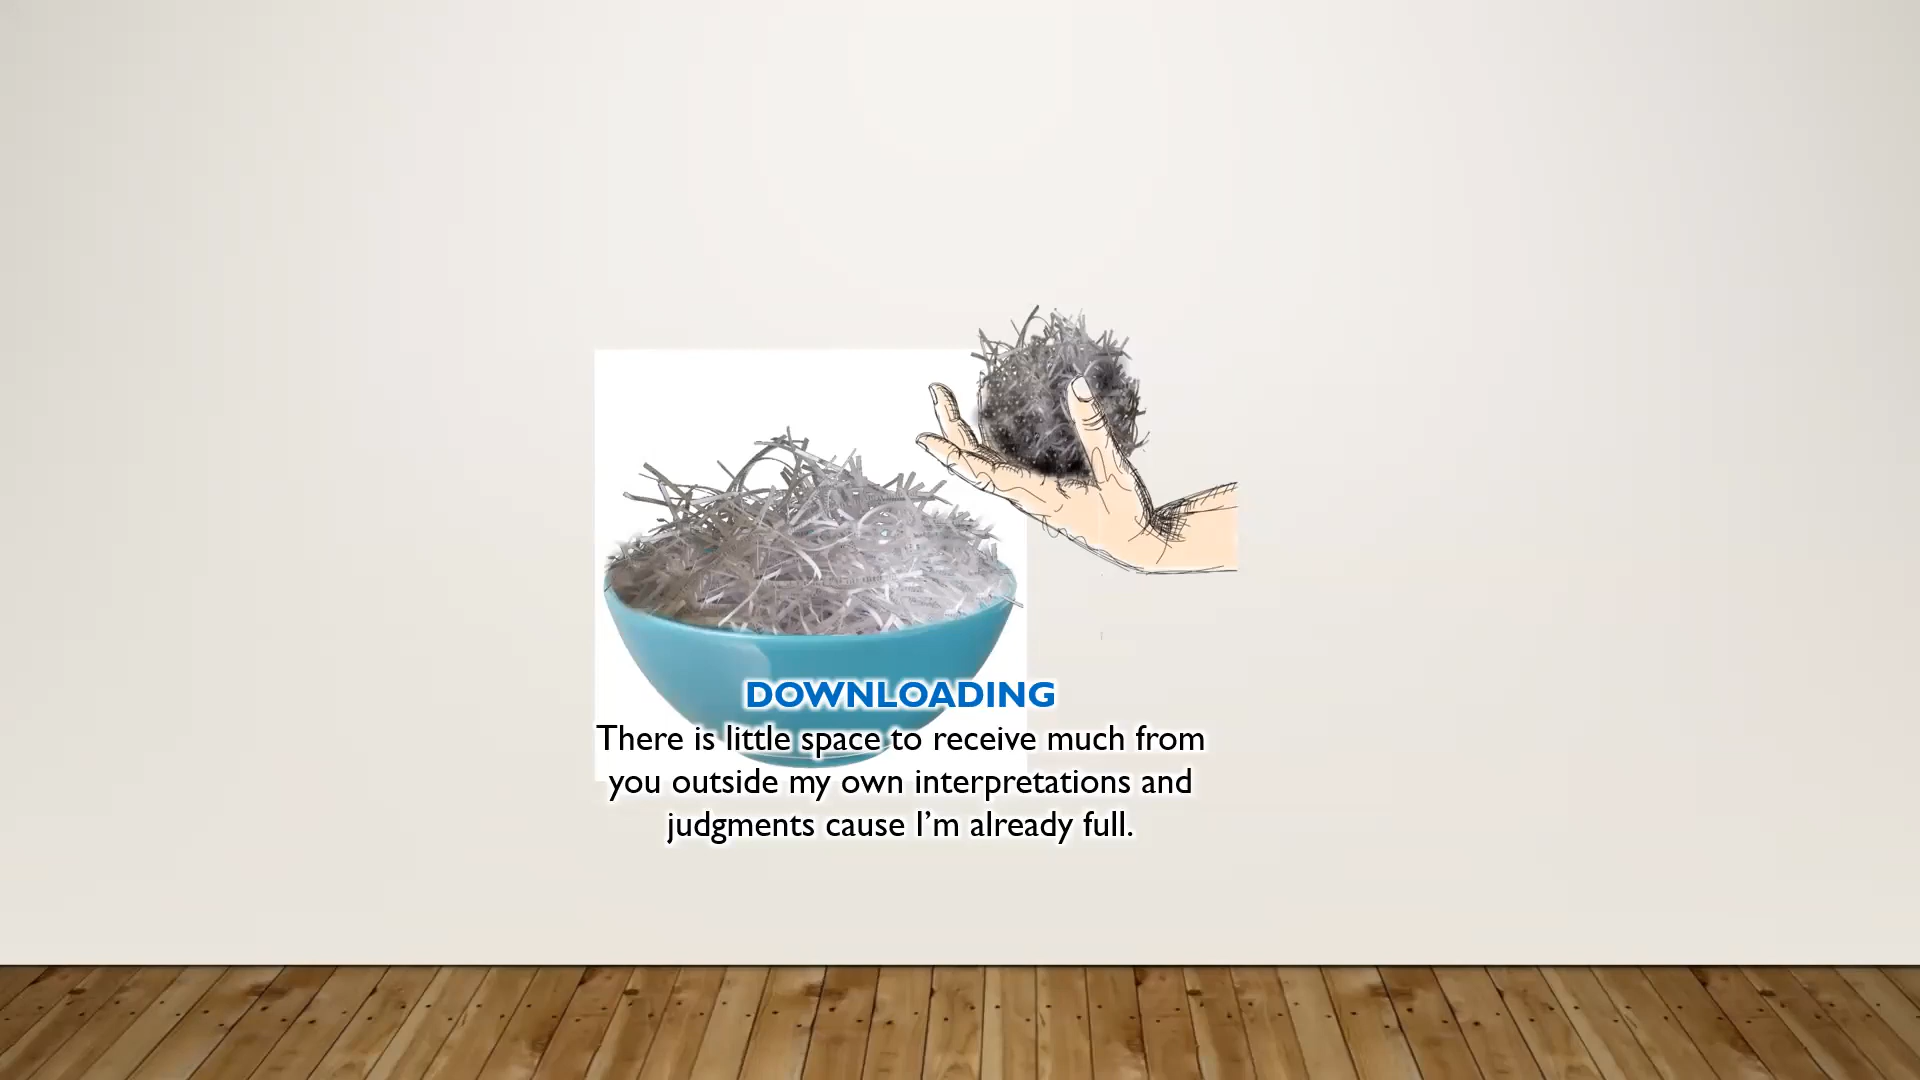 DOWNLOADING
There is little space to receive much from
you outside my own interpretations and
judgments cause I’m already full.